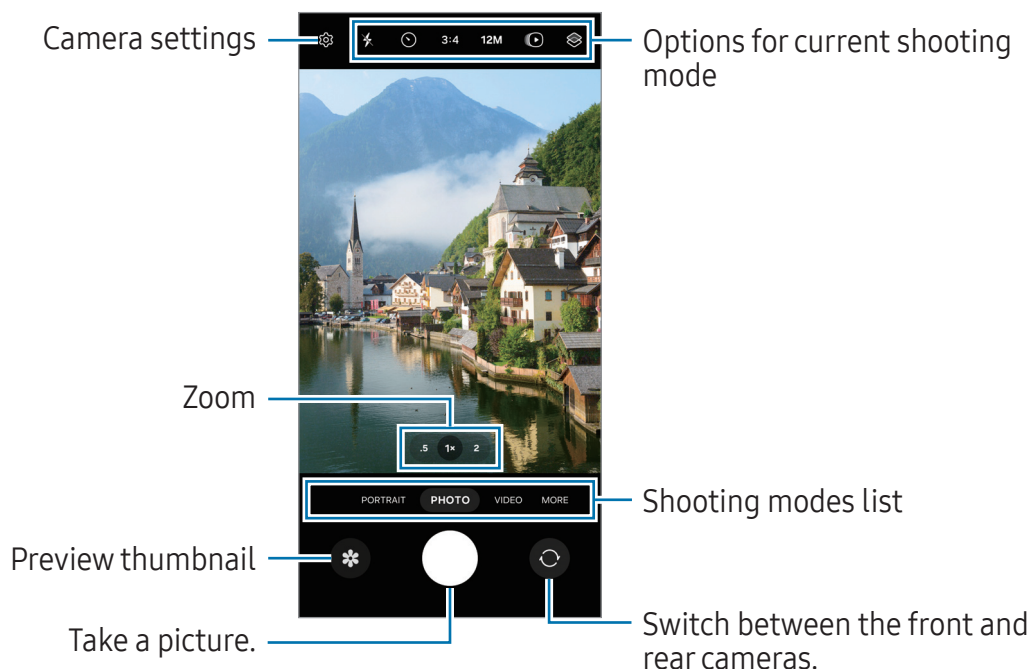 Camera settings
3:4 12M
Options for current shooting
mode
Zoom
.5 1× 2
PORTRAIT PHOTO VIDEO MORE
Shooting modes list
Preview thumbnail
Take a picture.
Switch between the front and
rear cameras.